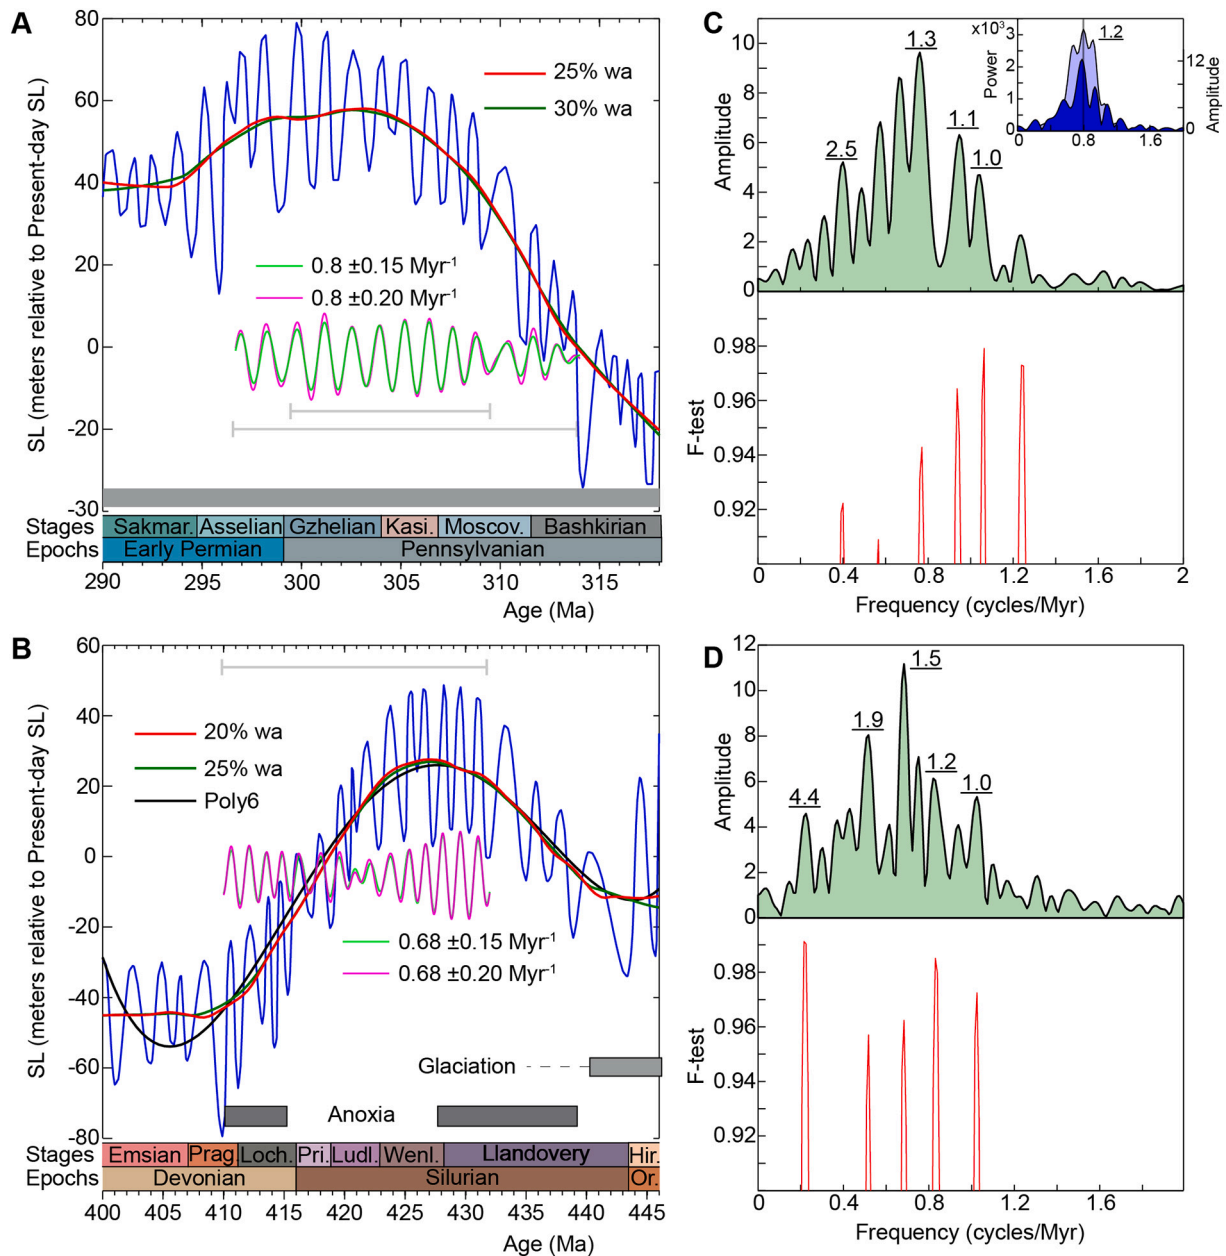 A
SL (meters relative to Present-day SL)
80
60
40
20
0
-20
-30
25% wa
30% wa
0.8 ±0.15 Myr⁻¹
0.8 ±0.20 Myr⁻¹
Stages Sakmar. Asselian Gzhelian Kasi. Moscov. Bashkirian
Epochs Early Permian Pennsylvanian
290 295 300 305 310 315
Age (Ma)
B
SL (meters relative to Present-day SL)
60
40
20
0
-20
-40
-60
-80
20% wa
25% wa
Poly6
0.68 ±0.15 Myr⁻¹
0.68 ±0.20 Myr⁻¹
Glaciation
Anoxia
Stages Emsian Prag. Loch. Pri. Ludl. Wenl. Llandovery Hir.
Epochs Devonian Silurian Or.
400 405 410 415 420 425 430 435 440 445
Age (Ma)
C
Amplitude
10
8
6
4
2
0
2.5
1.3
1.1
1.0
x10³
Power
3
2
1
0
1.2
12
0
Amplitude
0 0.8 1.6
F-test
0.98
0.96
0.94
0.92
0 0.4 0.8 1.2 1.6 2
Frequency (cycles/Myr)
D
Amplitude
12
10
8
6
4
2
0
4.4
1.9
1.5
1.2
1.0
F-test
0.98
0.96
0.94
0.92
0 0.4 0.8 1.2 1.6
Frequency (cycles/Myr)